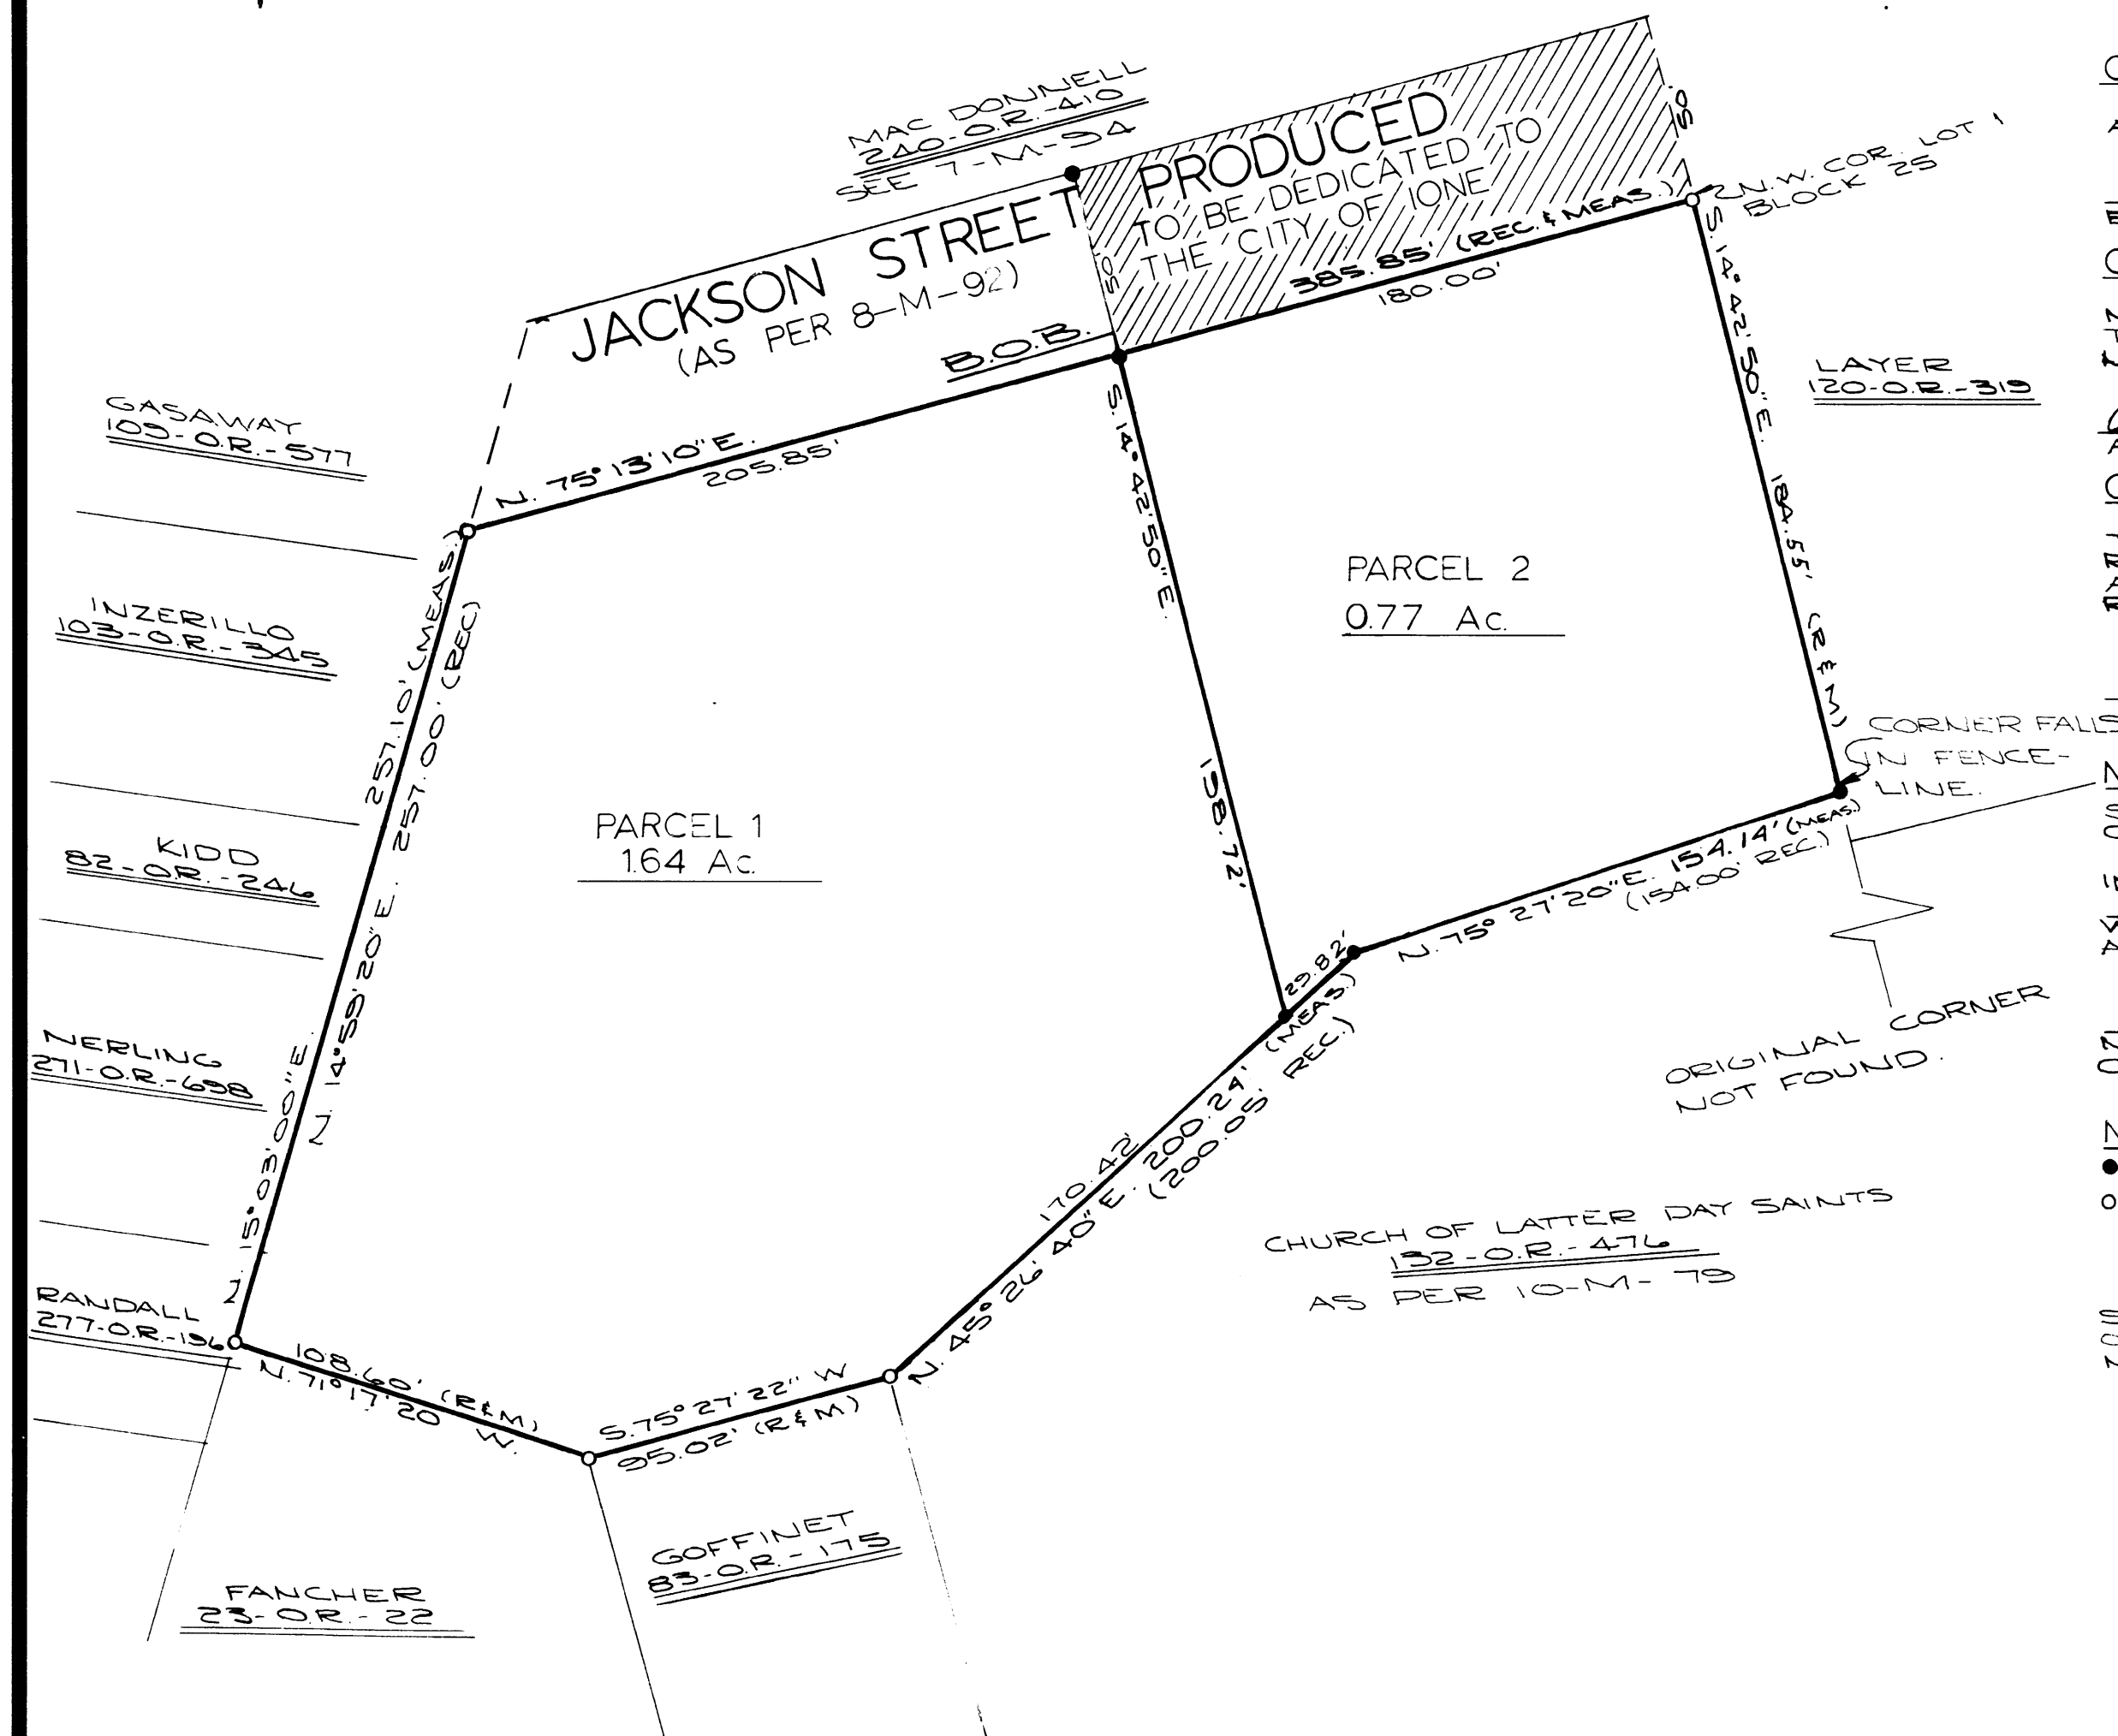 MAC DONNELL
240-O.R.-410
SEE 7-M-94
JACKSON STREET PRODUCED
(AS PER 8-M-92)
TO BE DEDICATED TO
THE CITY OF IONE
50'
50'
N.W. COR. LOT 1
BLOCK 25
B.O.B.
385.85' (REC. & MEAS.)
180.00'
N. 75° 13' 10" E.
205.85'
S. 14° 42' 50" E.
198.72'
S. 14° 42' 50" E. 184.55' (R & M)
LAYER
120-O.R.-319
GASAWAY
109-O.R.-577
INZERILLO
103-O.R.-345
KIDD
82-O.R.-246
NERLING
271-O.R.-698
RANDALL
277-O.R.-196
N. 15° 03' 00" E. 257.10' (MEAS.)
N. 14° 59' 20" E. 257.00' (REC)
PARCEL 1
1.64 Ac.
PARCEL 2
0.77 Ac.
CORNER FALLS
IN FENCE-
LINE.
N. 75° 27' 20" E. 154.14' (MEAS.)
(154.00' REC.)
29.82'
170.42'
N. 45° 26' 40" E. 200.24' (MEAS.)
(200.05' REC.)
ORIGINAL CORNER
NOT FOUND.
CHURCH OF LATTER DAY SAINTS
132-O.R.-476
AS PER 10-M-79
108.60' (R & M)
N. 71° 17' 20 W.
S. 75° 27' 22" W
95.02' (R & M)
GOFFINET
83-O.R.-175
FANCHER
23-O.R.-22